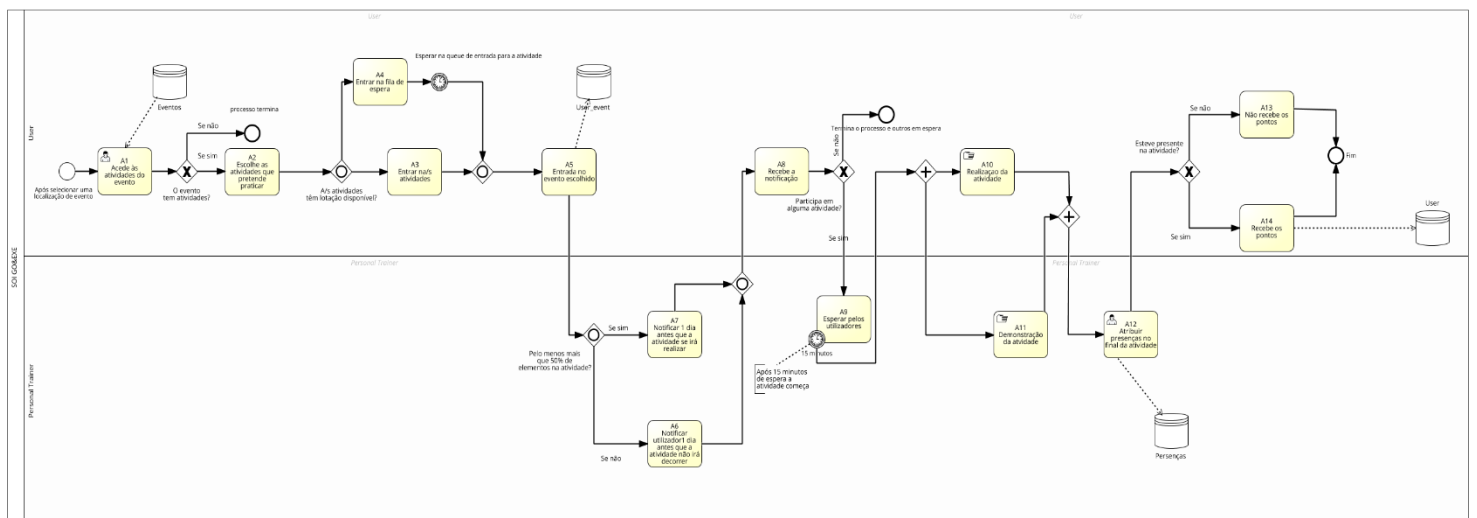 User
User
SOI GO&EXE
User
Eventos
Após selecionar uma
localização de evento
A1
Acede às
atividades do
evento
O evento
tem atividades?
Se não
processo termina
Se sim
A2
Escolhe as
atividades que
pretende
praticar
A/s atividades
têm lotação disponível?
A4
Entrar na fila de
espera
Esperar na queue de entrada para a atividade
A3
Entrar na/s
atividades
A5
Entrada no
evento escolhido
User_event
A8
Recebe a
notificação
Participa em
alguma atividade?
Se não
Termina o processo e outros em espera
Se sim
A10
Realização da
atividade
Esteve presente
na atividade?
Se não
A13
Não recebe os
pontos
Se sim
A14
Recebe os
pontos
Fim
User
Personal Trainer
Personal Trainer
Personal Trainer
Pelo menos mais
que 50% de
elementos na atividade?
Se sim
A7
Notificar 1 dia
antes que a
atividade se irá
realizar
Se não
A6
Notificar
utilizador1 dia
antes que a
atividade não irá
decorrer
A9
Esperar pelos
utilizadores
15 minutos
Após 15 minutos
de espera a
atividade começa
A11
Demonstração
da atvidade
A12
Atribuir
presenças no
final da atividade
Persenças